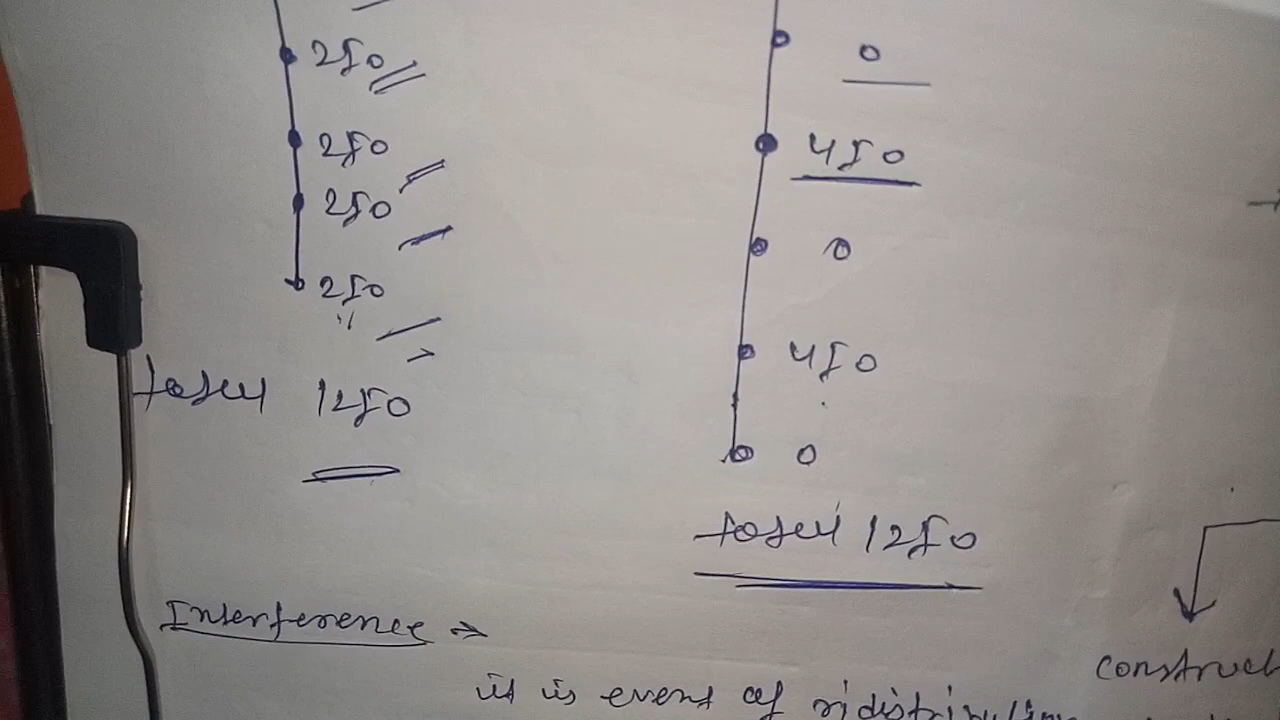 2I0
2I0
2I0
2I0
total 12I0
0
4I0
0
4I0
0
total 12I0
Interference ⇒
it is event of ridistribution
construct